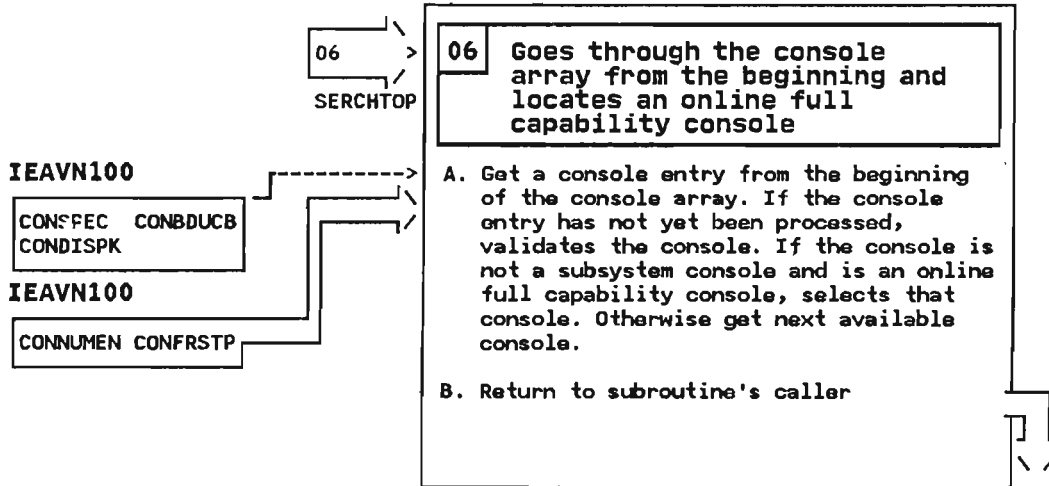 06
SERCHTOP
06 Goes through the console
array from the beginning and
locates an online full
capability console
IEAVN100
CONSPEC CONBDUCB
CONDISPK
IEAVN100
CONNUMEN CONFRSTP
A. Get a console entry from the beginning
of the console array. If the console
entry has not yet been processed,
validates the console. If the console is
not a subsystem console and is an online
full capability console, selects that
console. Otherwise get next available
console.
B. Return to subroutine's caller